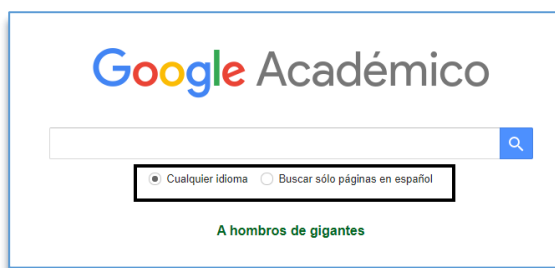 Google Académico
Cualquier idioma Buscar sólo páginas en español
A hombros de gigantes